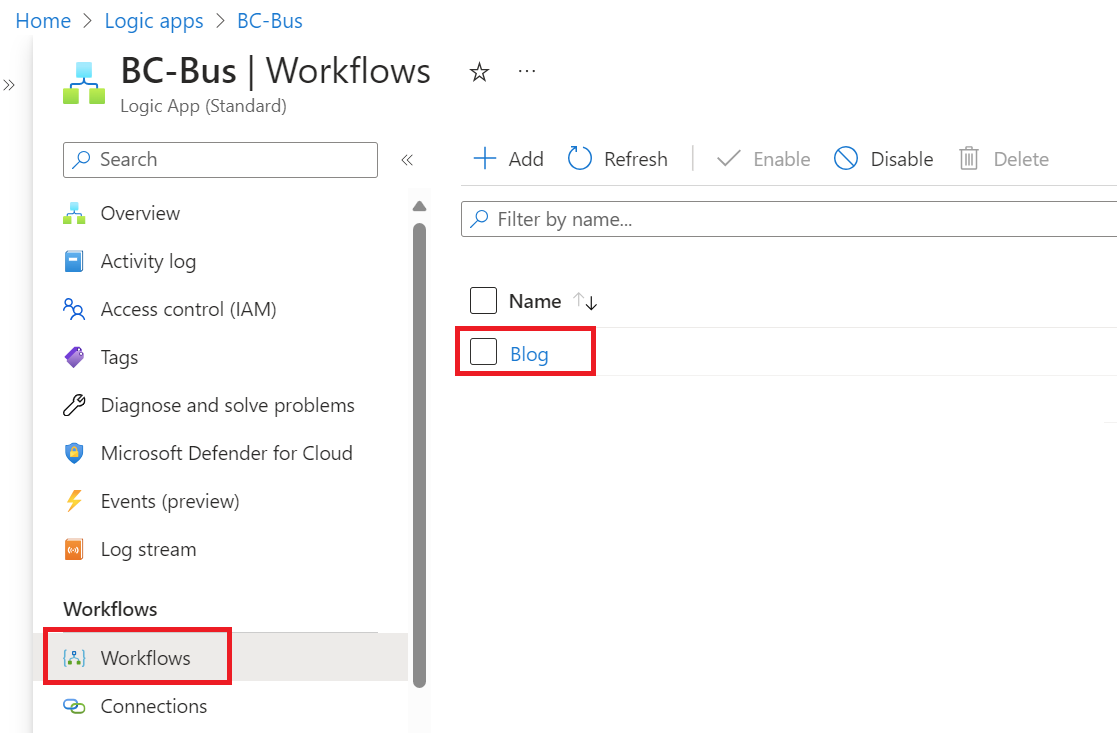 Home > Logic apps > BC-Bus
BC-Bus | Workflows
Logic App (Standard)
Search
Add Refresh Enable Disable Delete
Overview
Filter by name...
Activity log
Name
Access control (IAM)
Blog
Tags
Diagnose and solve problems
Microsoft Defender for Cloud
Events (preview)
Log stream
Workflows
Workflows
Connections